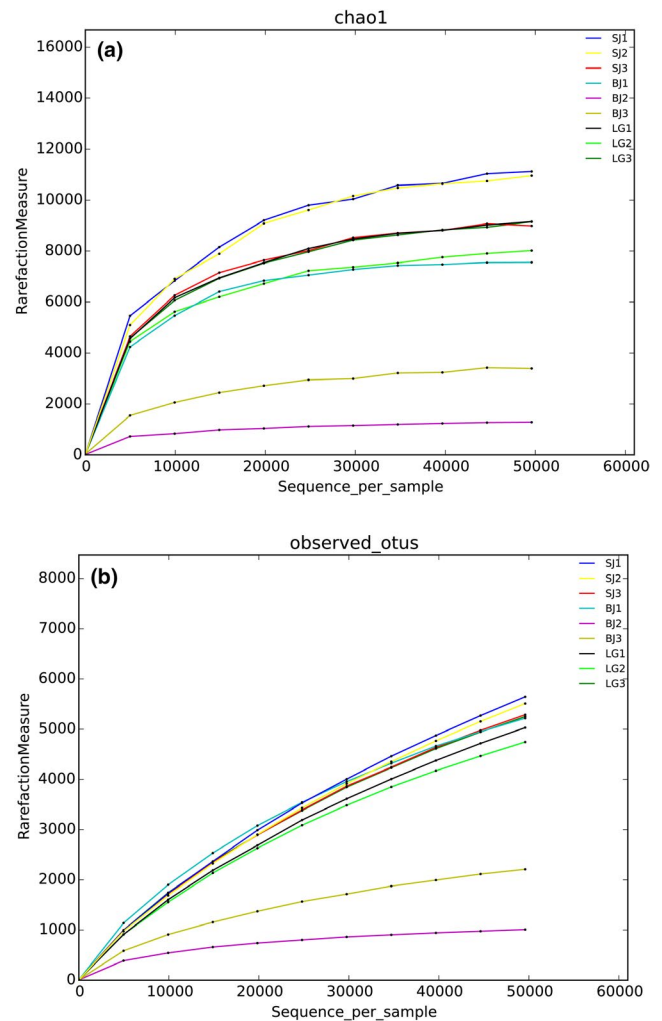 chao1
(a)
16000
14000
12000
10000
8000
6000
4000
2000
0
RarefactionMeasure
0 10000 20000 30000 40000 50000 60000
Sequence_per_sample
SJ1
SJ2
SJ3
BJ1
BJ2
BJ3
LG1
LG2
LG3
observed_otus
(b)
8000
7000
6000
5000
4000
3000
2000
1000
0
RarefactionMeasure
0 10000 20000 30000 40000 50000 60000
Sequence_per_sample
SJ1
SJ2
SJ3
BJ1
BJ2
BJ3
LG1
LG2
LG3